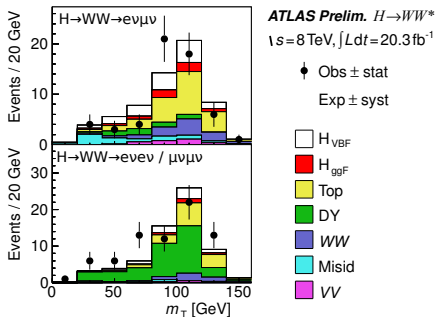 H→WW→eνμν
Events / 20 GeV
20
10
0
H→WW→eνeν / μνμν
Events / 20 GeV
30
20
10
0
0 50 100 150
m_T [GeV]
ATLAS Prelim. H→WW*
\s=8 TeV, ∫Ldt=20.3fb⁻¹
Obs ± stat
Exp ± syst
H_VBF
H_ggF
Top
DY
WW
Misid
VV